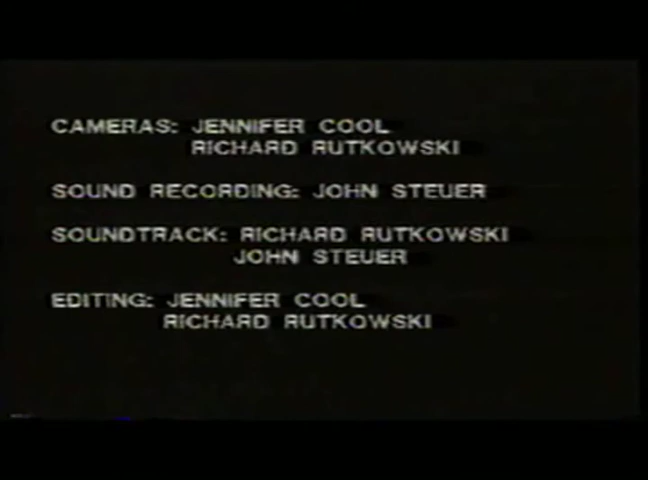 CAMERAS: JENNIFER COOL
RICHARD RUTKOWSKI
SOUND RECORDING: JOHN STEUER
SOUNDTRACK: RICHARD RUTKOWSKI
JOHN STEUER
EDITING: JENNIFER COOL
RICHARD RUTKOWSKI